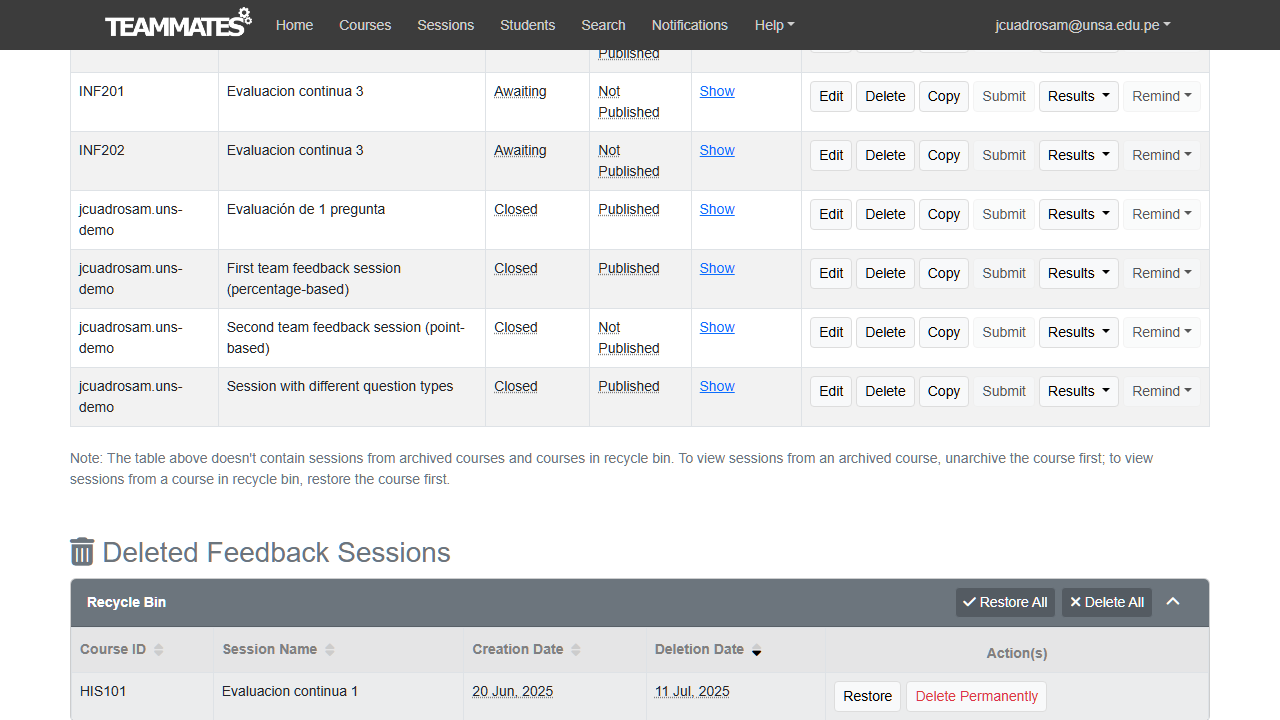 TEAMMATES Home Courses Sessions Students Search Notifications Help jcuadrosam@unsa.edu.pe
Published
INF201 Evaluacion continua 3 Awaiting Not Published Show Edit Delete Copy Submit Results Remind
INF202 Evaluacion continua 3 Awaiting Not Published Show Edit Delete Copy Submit Results Remind
jcuadrosam.uns-demo Evaluación de 1 pregunta Closed Published Show Edit Delete Copy Submit Results Remind
jcuadrosam.uns-demo First team feedback session (percentage-based) Closed Published Show Edit Delete Copy Submit Results Remind
jcuadrosam.uns-demo Second team feedback session (point-based) Closed Not Published Show Edit Delete Copy Submit Results Remind
jcuadrosam.uns-demo Session with different question types Closed Published Show Edit Delete Copy Submit Results Remind
Note: The table above doesn't contain sessions from archived courses and courses in recycle bin. To view sessions from an archived course, unarchive the course first; to view
sessions from a course in recycle bin, restore the course first.
Deleted Feedback Sessions
Recycle Bin Restore All Delete All
Course ID Session Name Creation Date Deletion Date Action(s)
HIS101 Evaluacion continua 1 20 Jun, 2025 11 Jul, 2025 Restore Delete Permanently